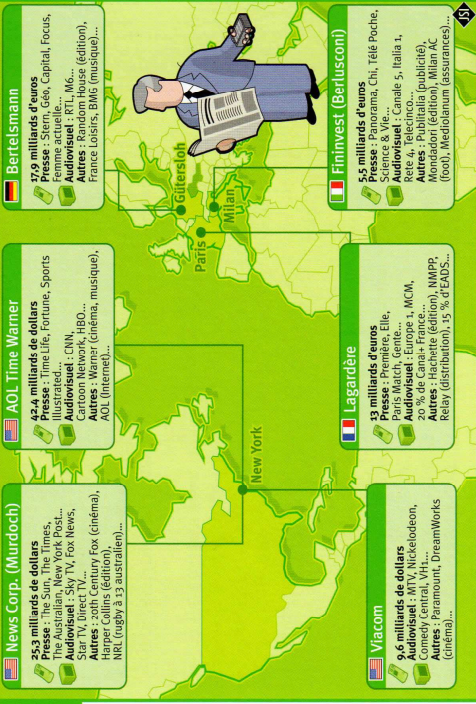 News Corp. (Murdoch)
25,3 milliards de dollars
Presse : The Sun, The Times,
The Australian, New York Post...
Audiovisuel : Sky TV, Fox News,
Star TV, Direct TV...
Autres : 20th Century Fox (cinéma),
Harper Collins (édition),
NRL (rugby à 13 australien)...
AOL Time Warner
42,4 milliards de dollars
Presse : Time Life, Fortune, Sports
Illustrated...
Audiovisuel : CNN,
Cartoon Network, HBO...
Autres : Warner (cinéma, musique),
AOL (Internet)...
Bertelsmann
17,9 milliards d'euros
Presse : Stern, Géo, Capital, Focus,
Femme actuelle...
Audiovisuel : RTL, M6...
Autres : Random House (édition),
France Loisirs, BMG (musique)...
New York
Paris
Gütersloh
Milan
Viacom
9,6 milliards de dollars
Audiovisuel : MTV, Nickelodeon,
Comedy Central, VH1...
Autres : Paramount, DreamWorks
(cinéma)...
Lagardère
13 milliards d'euros
Presse : Première, Elle,
Paris Match, Gente...
Audiovisuel : Europe 1, MCM,
20 % de Canal+ France...
Autres : Hachette (édition), NMPP,
Relay (distribution), 15 % d'EADS...
Fininvest (Berlusconi)
5,5 milliards d'euros
Presse : Panorama, Chi, Télé Poche,
Science & Vie...
Audiovisuel : Canale 5, Italia 1,
Rete 4, Telecinco...
Autres : Publitalia (publicité),
Mondadori (édition), Milan AC
(foot), Mediolanum (assurances)...
JSI